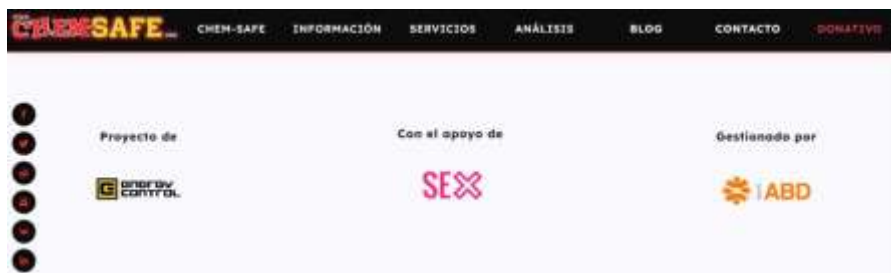 CHEMSAFE
CHEM-SAFE
INFORMACIÓN
SERVICIOS
ANÁLISIS
BLOG
CONTACTO
DONATIVO
Proyecto de
Con el apoyo de
Gestionado por
energy
control
SEX
ABD